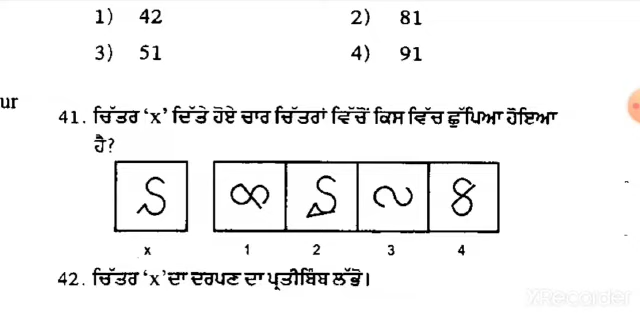 1) 42 2) 81
3) 51 4) 91
ur
41. ਚਿੱਤਰ ‘x’ ਦਿੱਤੇ ਹੋਏ ਚਾਰ ਚਿੱਤਰਾਂ ਵਿੱਚੋਂ ਕਿਸ ਵਿੱਚ ਛੁੱਪਿਆ ਹੋਇਆ
ਹੈ?
x 1 2 3 4
42. ਚਿੱਤਰ ‘x’ਦਾ ਦਰਪਣ ਦਾ ਪ੍ਰਤੀਬਿੰਬ ਲੱਭੋ।
XRecorder